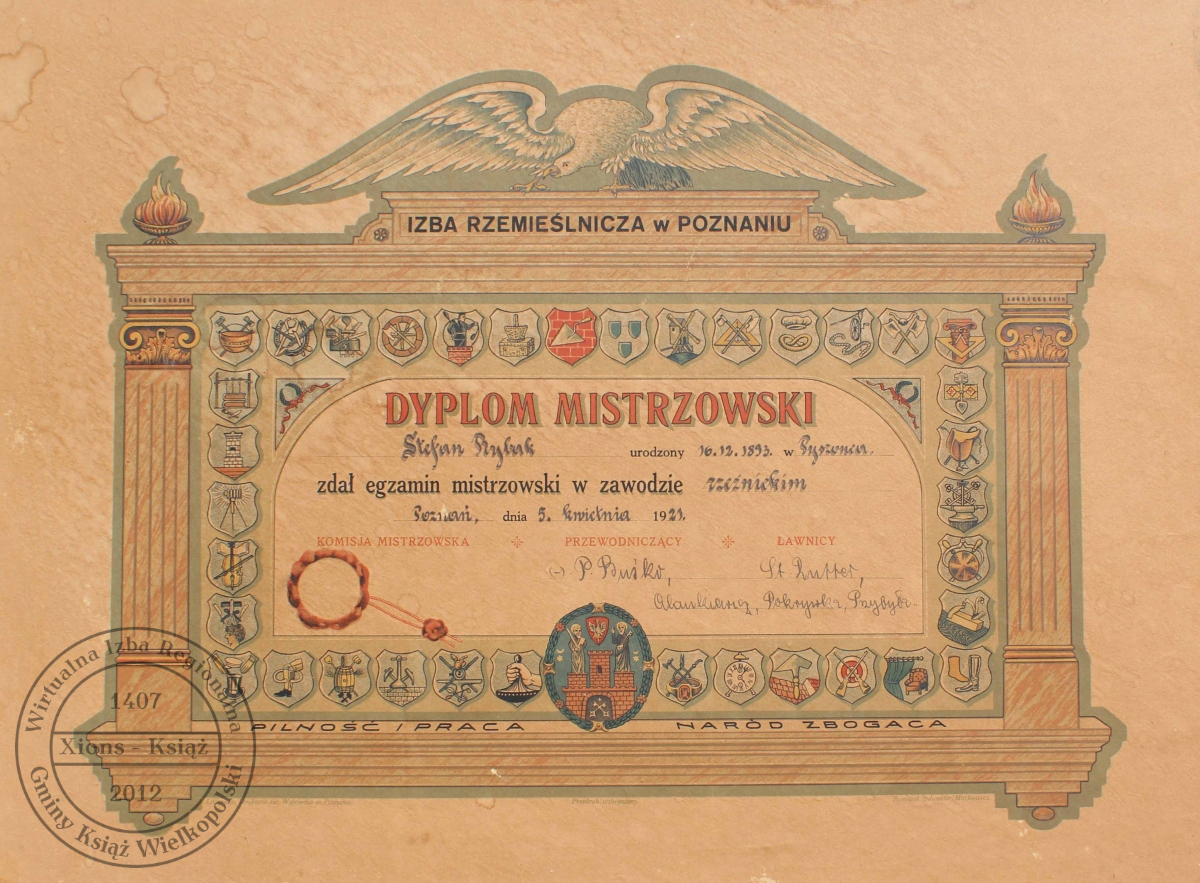 IZBA RZEMIEŚLNICZA w POZNANIU
DYPLOM MISTRZOWSKI
Stefan Rybak urodzony 16.12.1893. w
zdał egzamin mistrzowski w zawodzie rzeźnickim
Poznań, dnia 5. kwietnia 1921.
KOMISJA MISTRZOWSKA PRZEWODNICZĄCY ŁAWNICY
(-) P. Buśko, St. Rutter,
PILNOŚĆ I PRACA NARÓD ZBOGACA
Wirtualna Izba Regionalna
1407
Xions - Książ
2012
Gminy Książ Wielkopolski